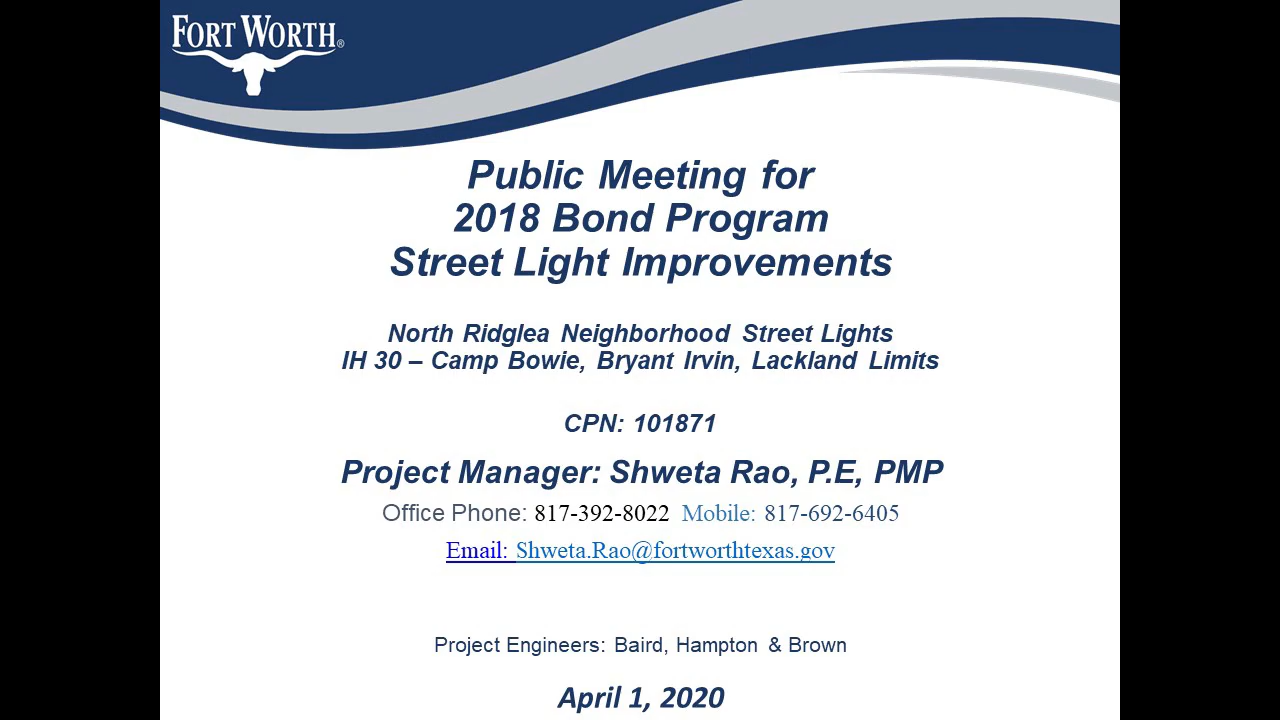 FORT WORTH®
Public Meeting for
2018 Bond Program
Street Light Improvements
North Ridglea Neighborhood Street Lights
IH 30 – Camp Bowie, Bryant Irvin, Lackland Limits
CPN: 101871
Project Manager: Shweta Rao, P.E, PMP
Office Phone: 817-392-8022 Mobile: 817-692-6405
Email: Shweta.Rao@fortworthtexas.gov
Project Engineers: Baird, Hampton & Brown
April 1, 2020